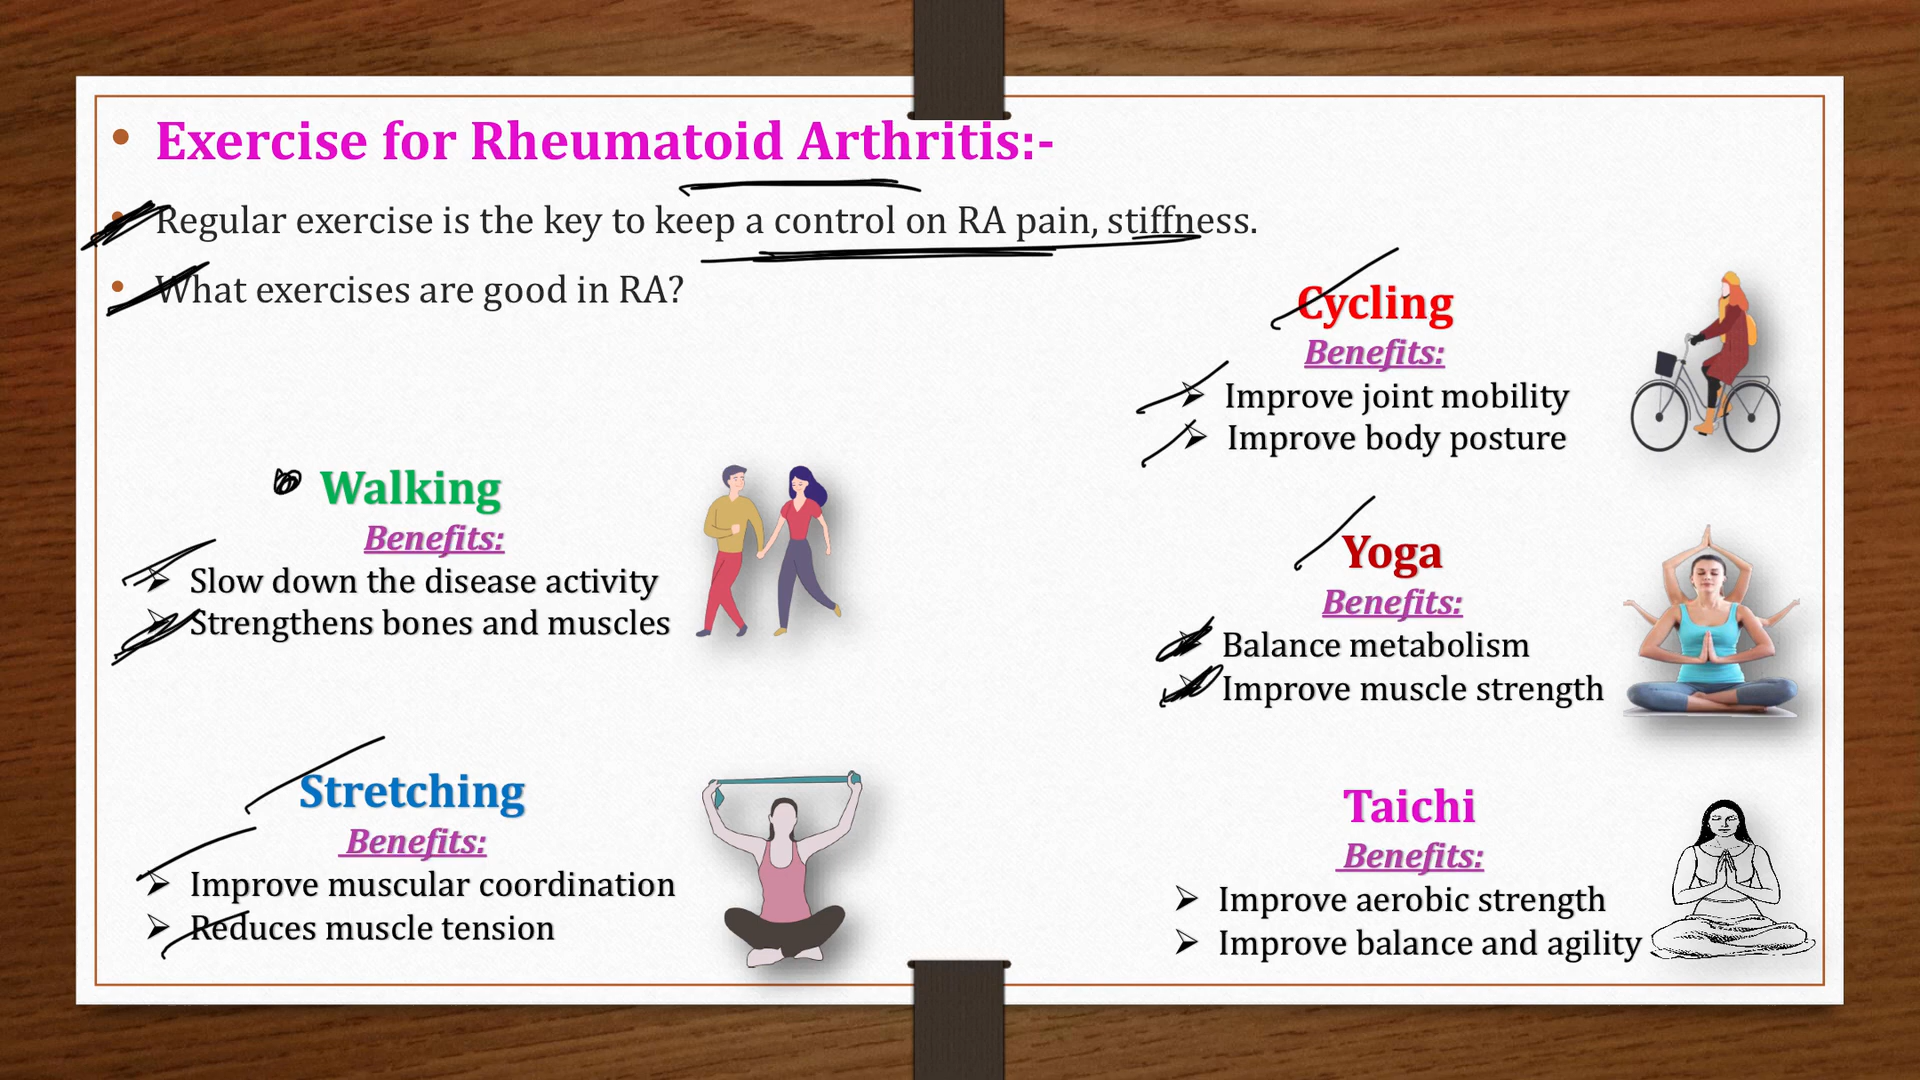 • Exercise for Rheumatoid Arthritis:-
• Regular exercise is the key to keep a control on RA pain, stiffness.
• What exercises are good in RA?
Walking
Benefits:
➢ Slow down the disease activity
➢ Strengthens bones and muscles
Stretching
Benefits:
➢ Improve muscular coordination
➢ Reduces muscle tension
Cycling
Benefits:
➢ Improve joint mobility
➢ Improve body posture
Yoga
Benefits:
➢ Balance metabolism
➢ Improve muscle strength
Taichi
Benefits:
➢ Improve aerobic strength
➢ Improve balance and agility